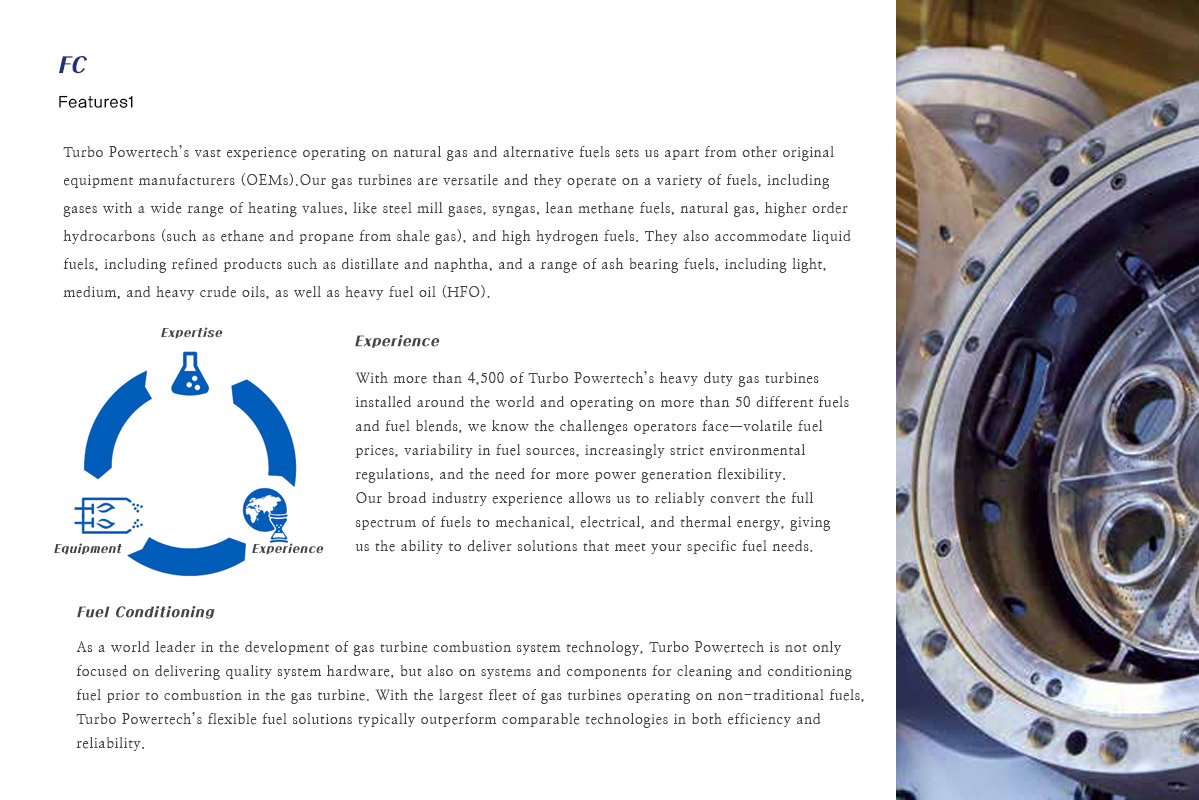 FC
Features1
Turbo Powertech's vast experience operating on natural gas and alternative fuels sets us apart from other original
equipment manufacturers (OEMs).Our gas turbines are versatile and they operate on a variety of fuels, including
gases with a wide range of heating values, like steel mill gases, syngas, lean methane fuels, natural gas, higher order
hydrocarbons (such as ethane and propane from shale gas), and high hydrogen fuels. They also accommodate liquid
fuels, including refined products such as distillate and naphtha, and a range of ash bearing fuels, including light,
medium, and heavy crude oils, as well as heavy fuel oil (HFO).
Expertise
Equipment
Experience
Experience
With more than 4,500 of Turbo Powertech's heavy duty gas turbines
installed around the world and operating on more than 50 different fuels
and fuel blends, we know the challenges operators face—volatile fuel
prices, variability in fuel sources, increasingly strict environmental
regulations, and the need for more power generation flexibility.
Our broad industry experience allows us to reliably convert the full
spectrum of fuels to mechanical, electrical, and thermal energy, giving
us the ability to deliver solutions that meet your specific fuel needs.
Fuel Conditioning
As a world leader in the development of gas turbine combustion system technology, Turbo Powertech is not only
focused on delivering quality system hardware, but also on systems and components for cleaning and conditioning
fuel prior to combustion in the gas turbine. With the largest fleet of gas turbines operating on non-traditional fuels,
Turbo Powertech's flexible fuel solutions typically outperform comparable technologies in both efficiency and
reliability.